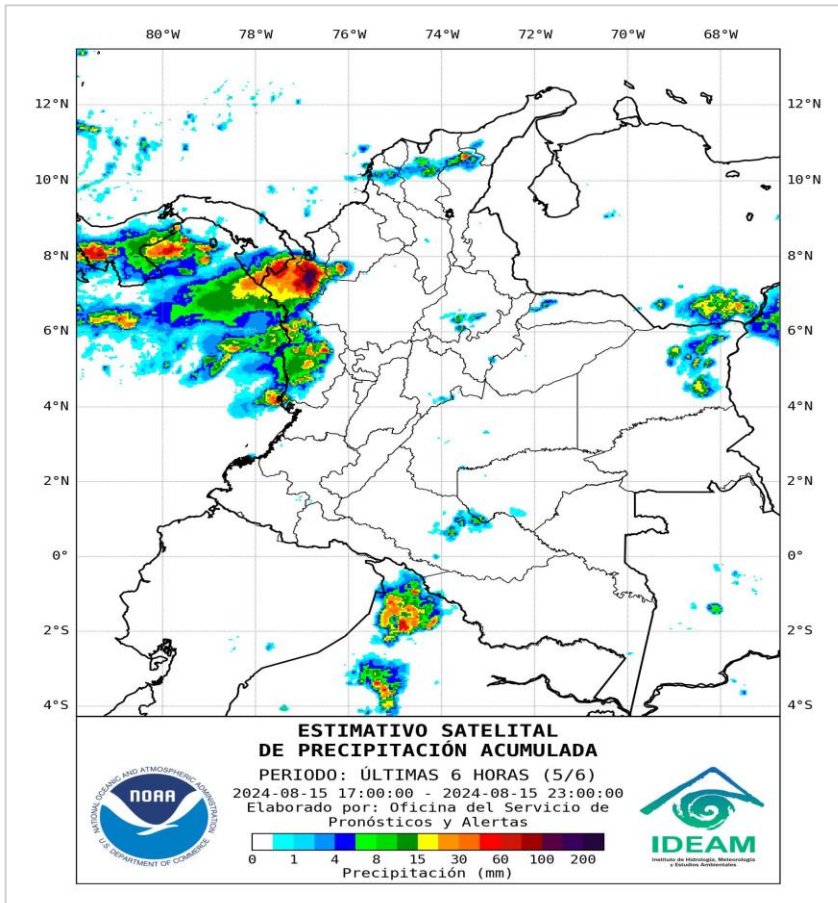 80°W 78°W 76°W 74°W 72°W 70°W 68°W
12°N 12°N
10°N 10°N
8°N 8°N
6°N 6°N
4°N 4°N
2°N 2°N
0° 0°
2°S 2°S
4°S 4°S
ESTIMATIVO SATELITAL
DE PRECIPITACIÓN ACUMULADA
PERIODO: ÚLTIMAS 6 HORAS (5/6)
2024-08-15 17:00:00 - 2024-08-15 23:00:00
Elaborado por: Oficina del Servicio de
Pronósticos y Alertas
0 1 4 8 15 30 60 100 200
Precipitación (mm)
NATIONAL OCEANIC AND ATMOSPHERIC ADMINISTRATION
NOAA
U.S. DEPARTMENT OF COMMERCE
IDEAM
Instituto de Hidrología, Meteorología
y Estudios Ambientales